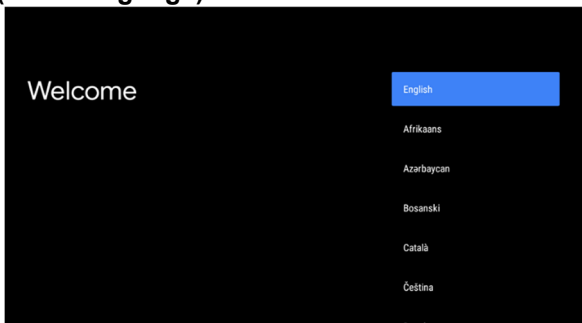 Welcome
English
Afrikaans
Azərbaycan
Bosanski
Català
Čeština